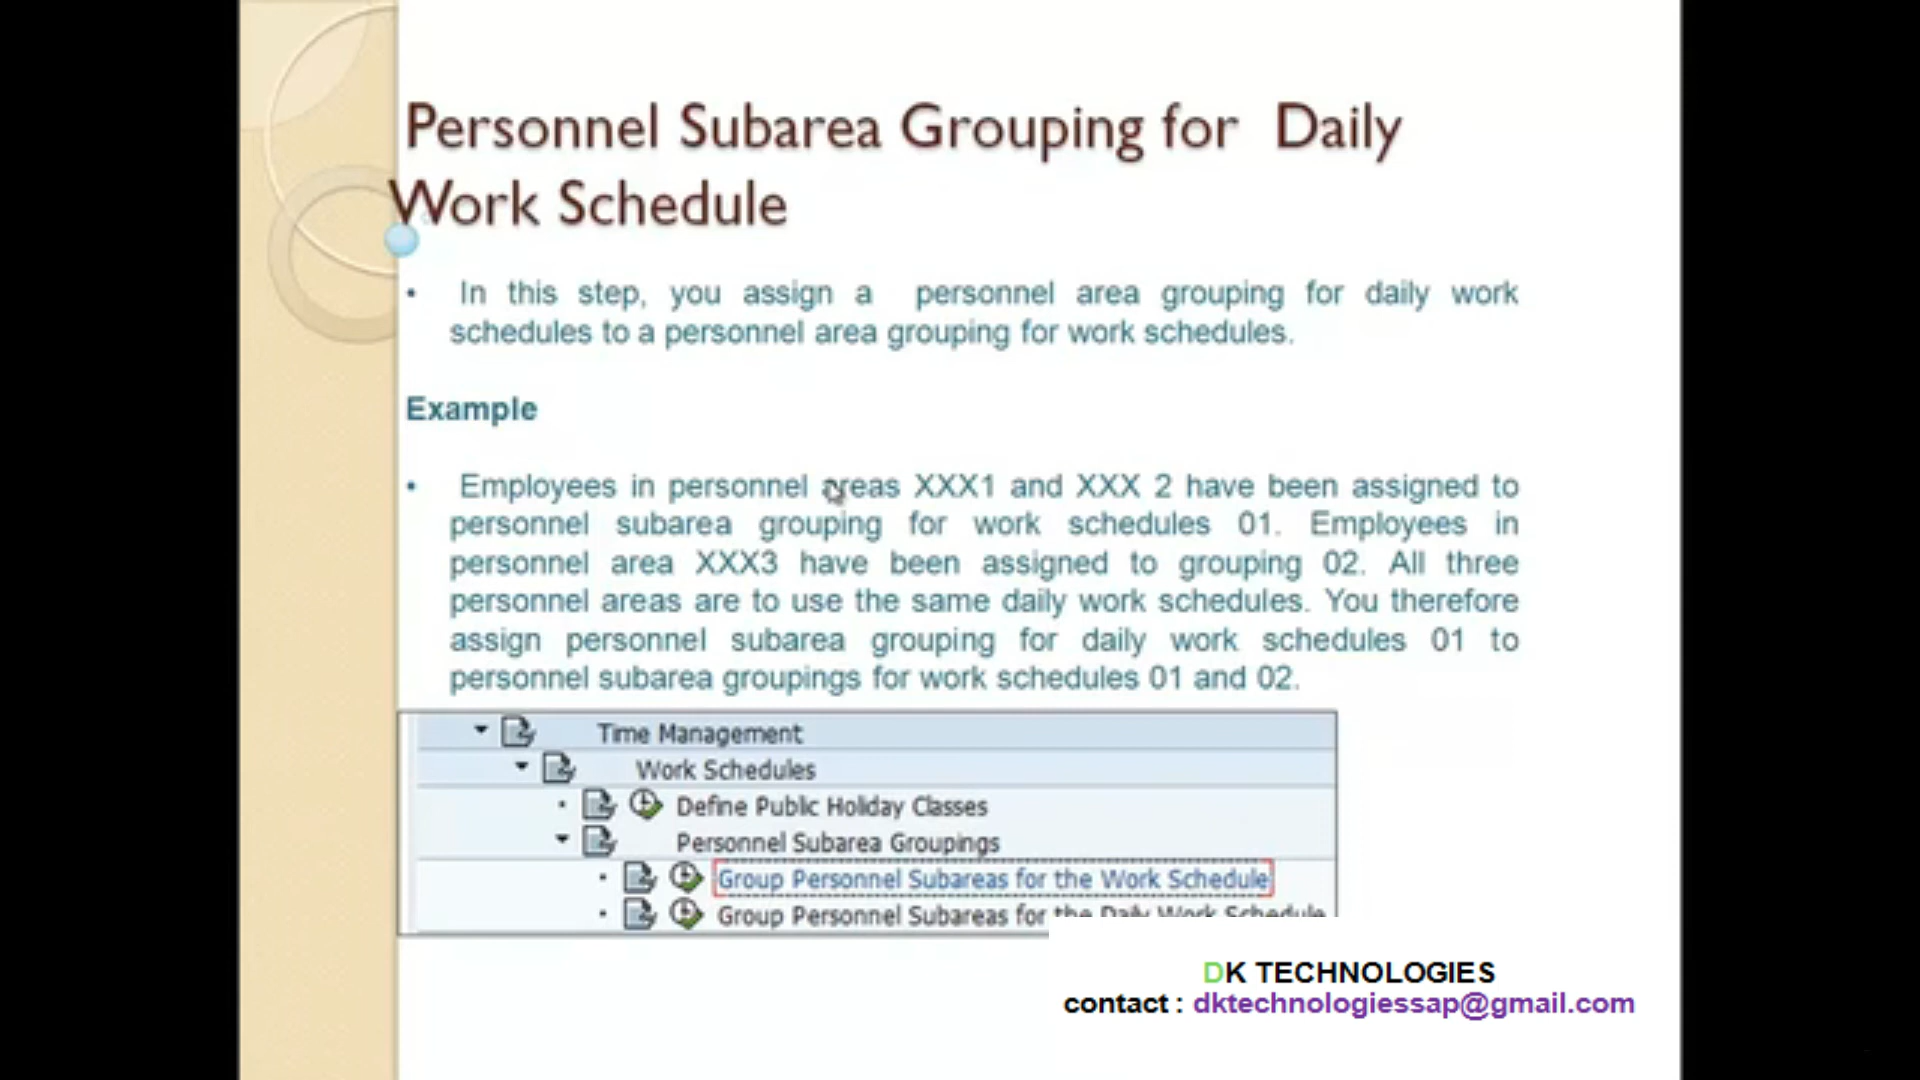 Personnel Subarea Grouping for Daily
Work Schedule
• In this step, you assign a personnel area grouping for daily work
schedules to a personnel area grouping for work schedules.
Example
• Employees in personnel areas XXX1 and XXX 2 have been assigned to
personnel subarea grouping for work schedules 01. Employees in
personnel area XXX3 have been assigned to grouping 02. All three
personnel areas are to use the same daily work schedules. You therefore
assign personnel subarea grouping for daily work schedules 01 to
personnel subarea groupings for work schedules 01 and 02.
Time Management
Work Schedules
Define Public Holiday Classes
Personnel Subarea Groupings
Group Personnel Subareas for the Work Schedule
Group Personnel Subareas for the Daily Work Schedule
DK TECHNOLOGIES
contact : dktechnologiessap@gmail.com